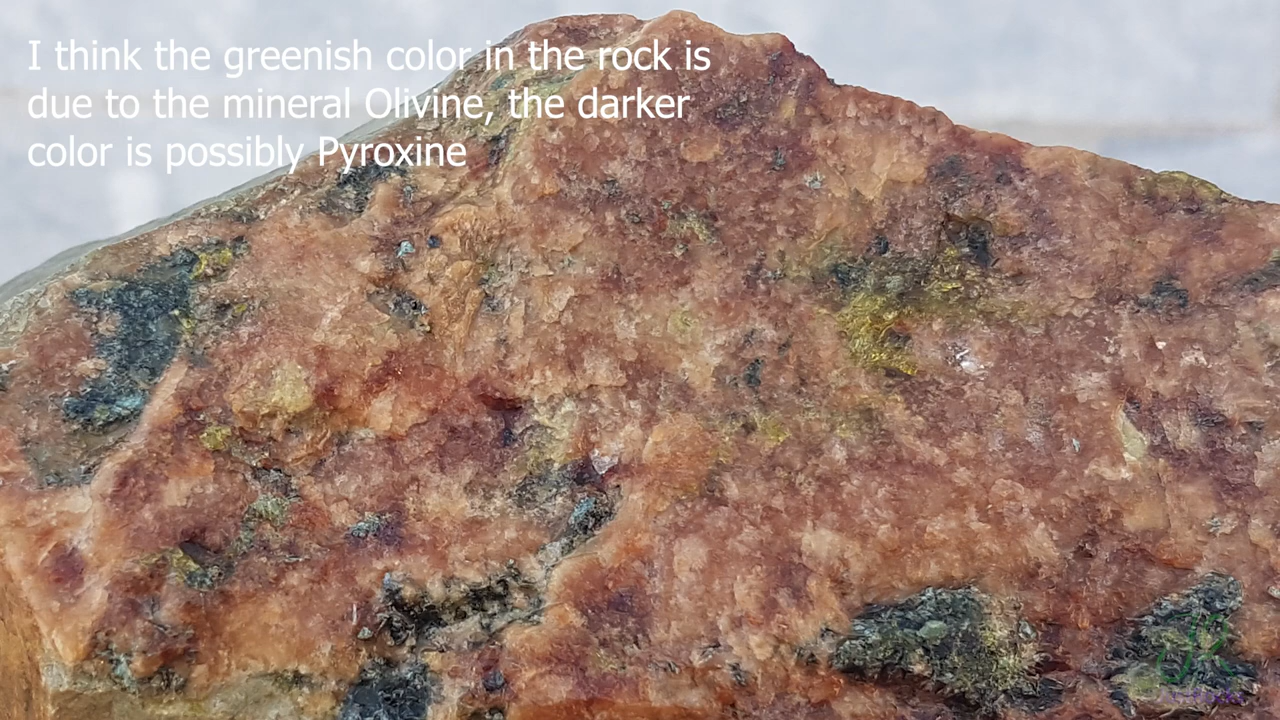 I think the greenish color in the rock is
due to the mineral Olivine, the darker
color is possibly Pyroxine